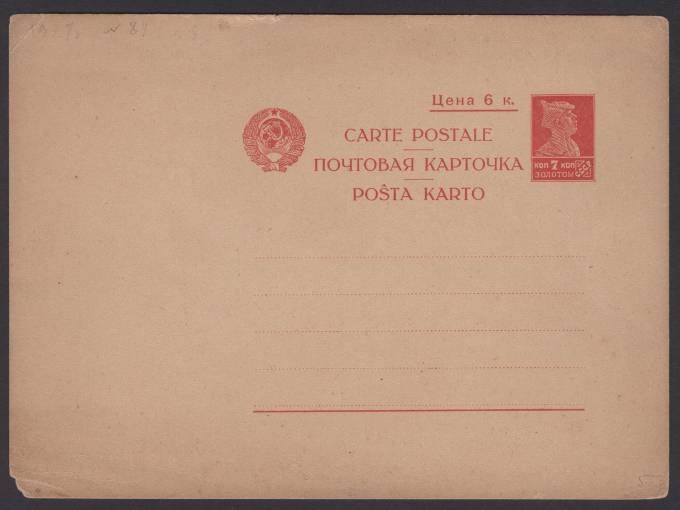 Цена 6 к.
CARTE POSTALE
ПОЧТОВАЯ КАРТОЧКА
POŜTA KARTO
КОП 7 КОП
ЗОЛОТОМ